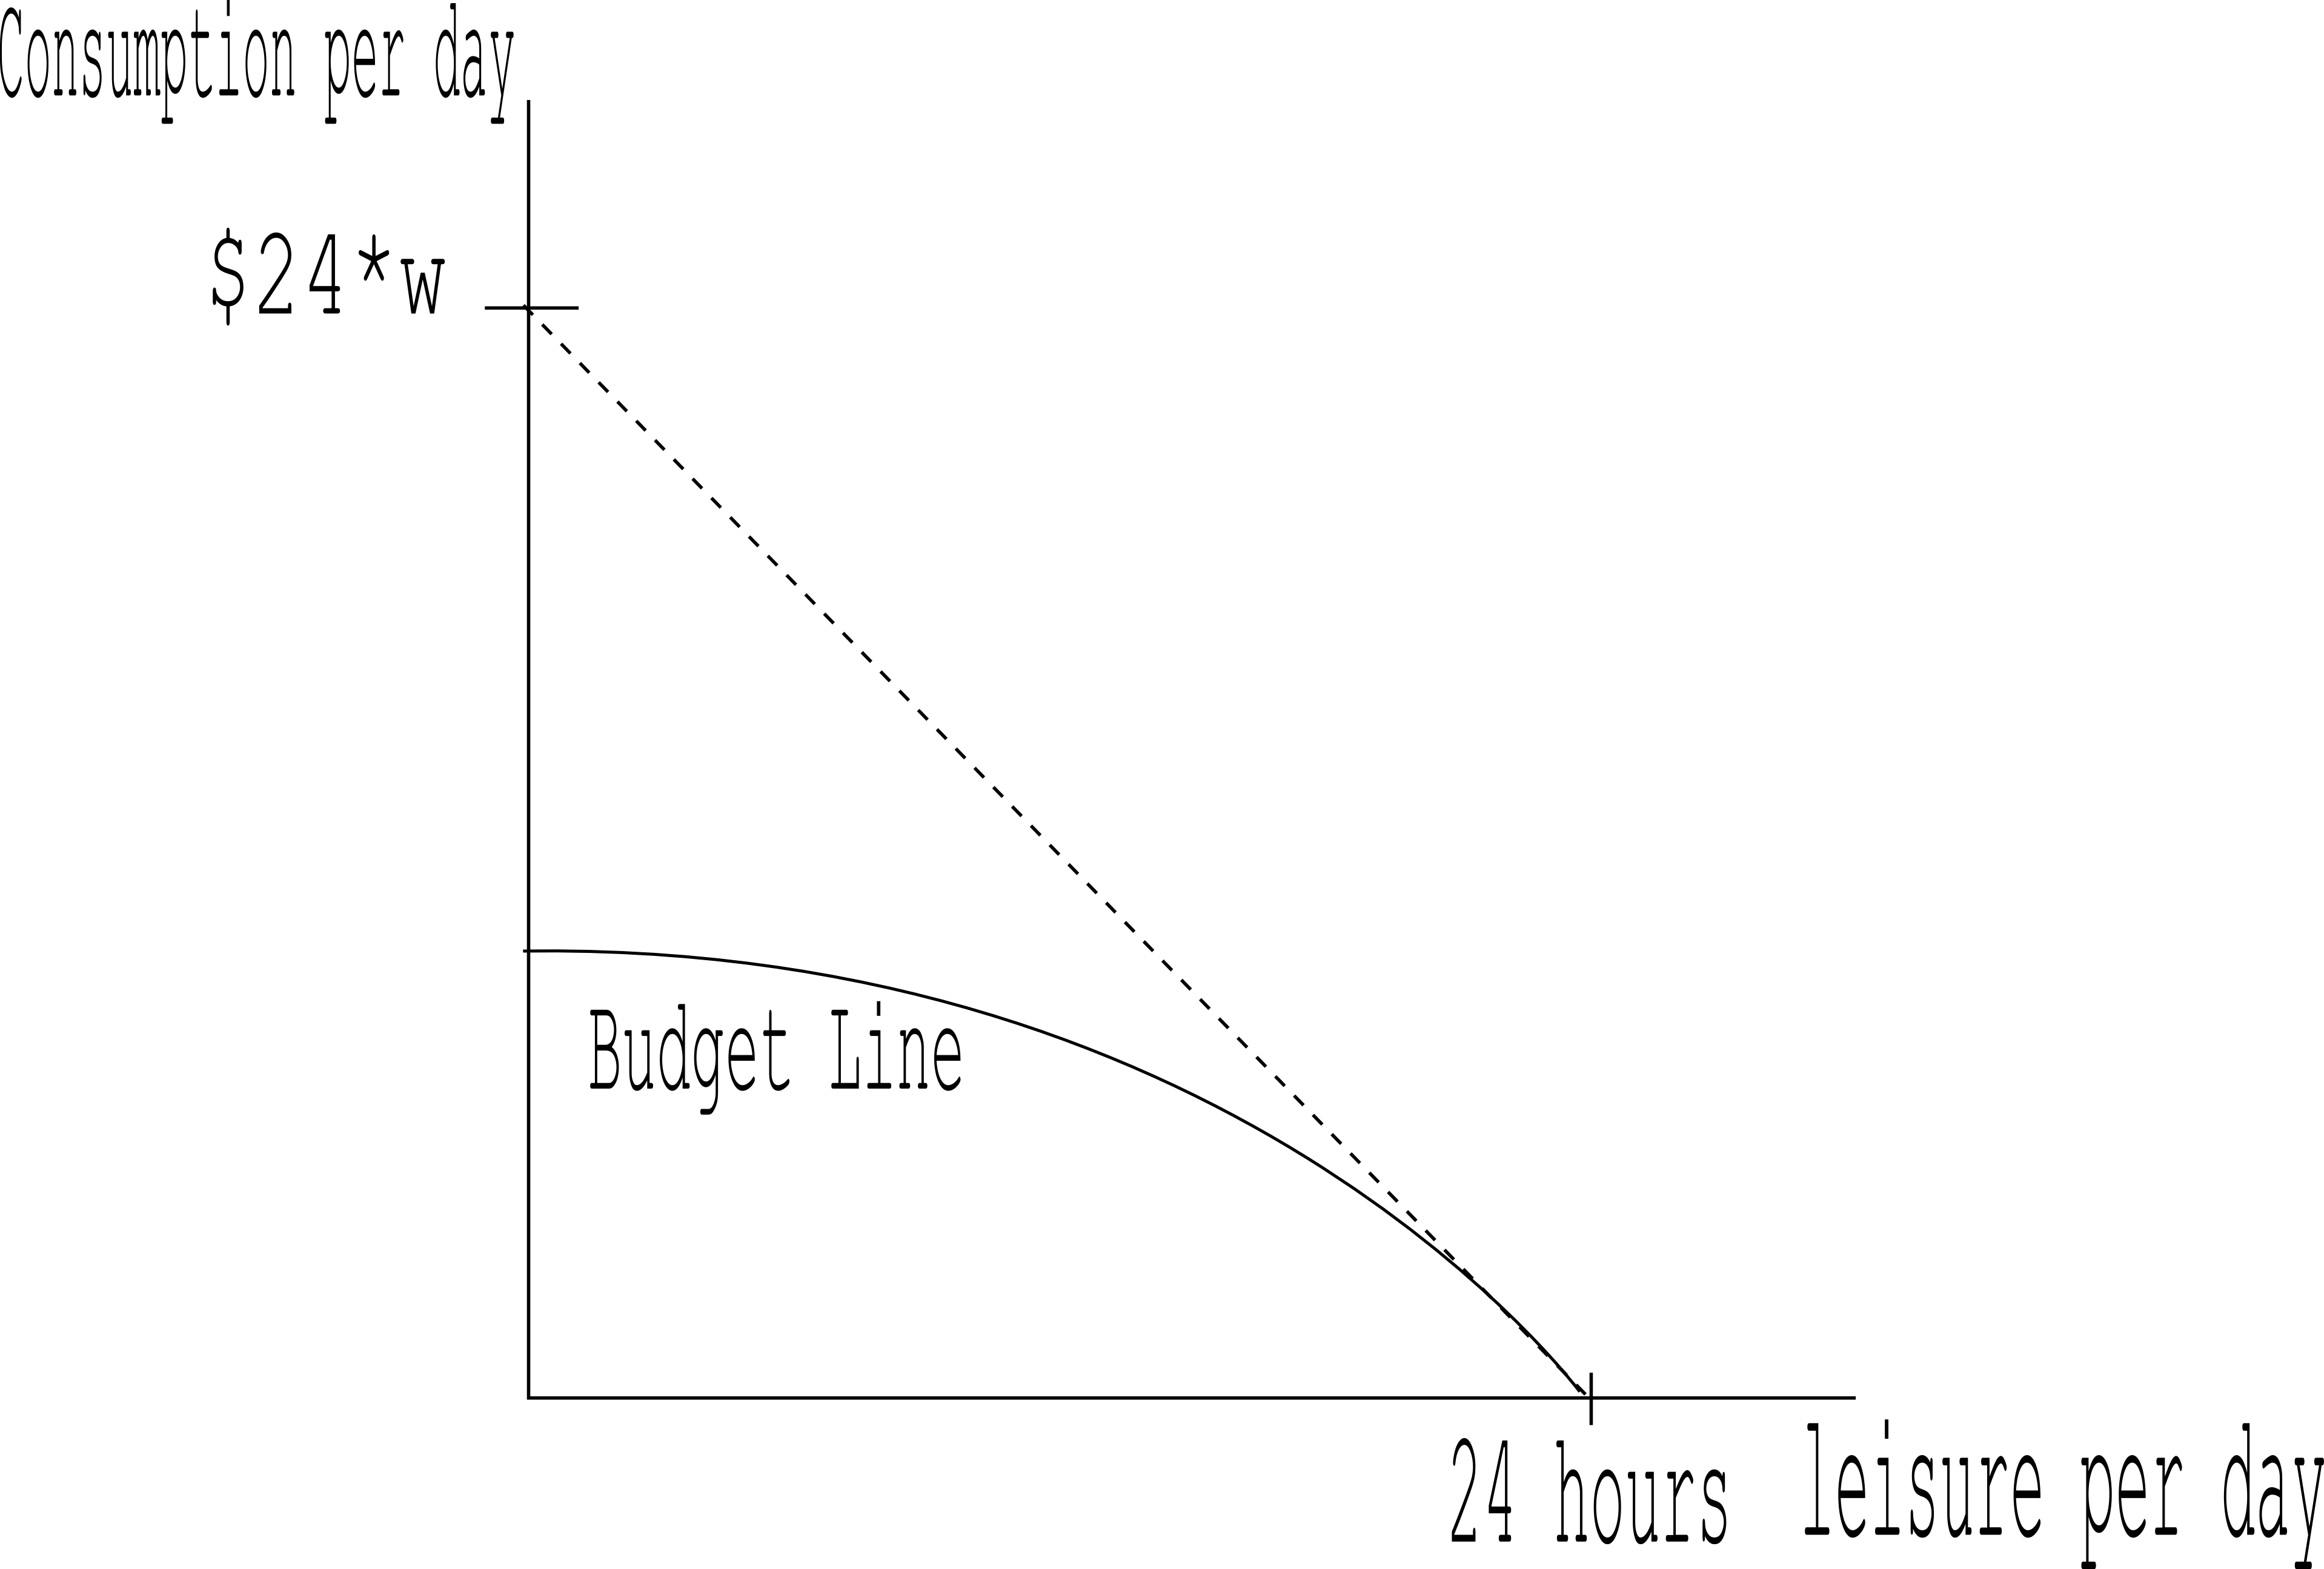 Consumption per day
$24*w
Budget Line
24 hours
leisure per day